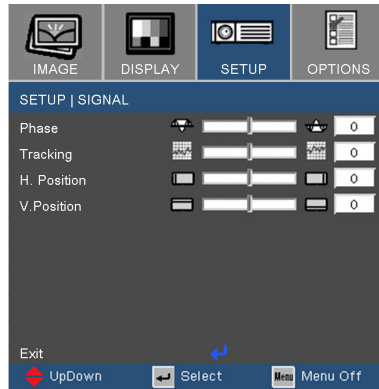 IMAGE DISPLAY SETUP OPTIONS
SETUP | SIGNAL
Phase 0
Tracking 0
H. Position 0
V.Position 0
Exit
UpDown Select Menu Menu Off